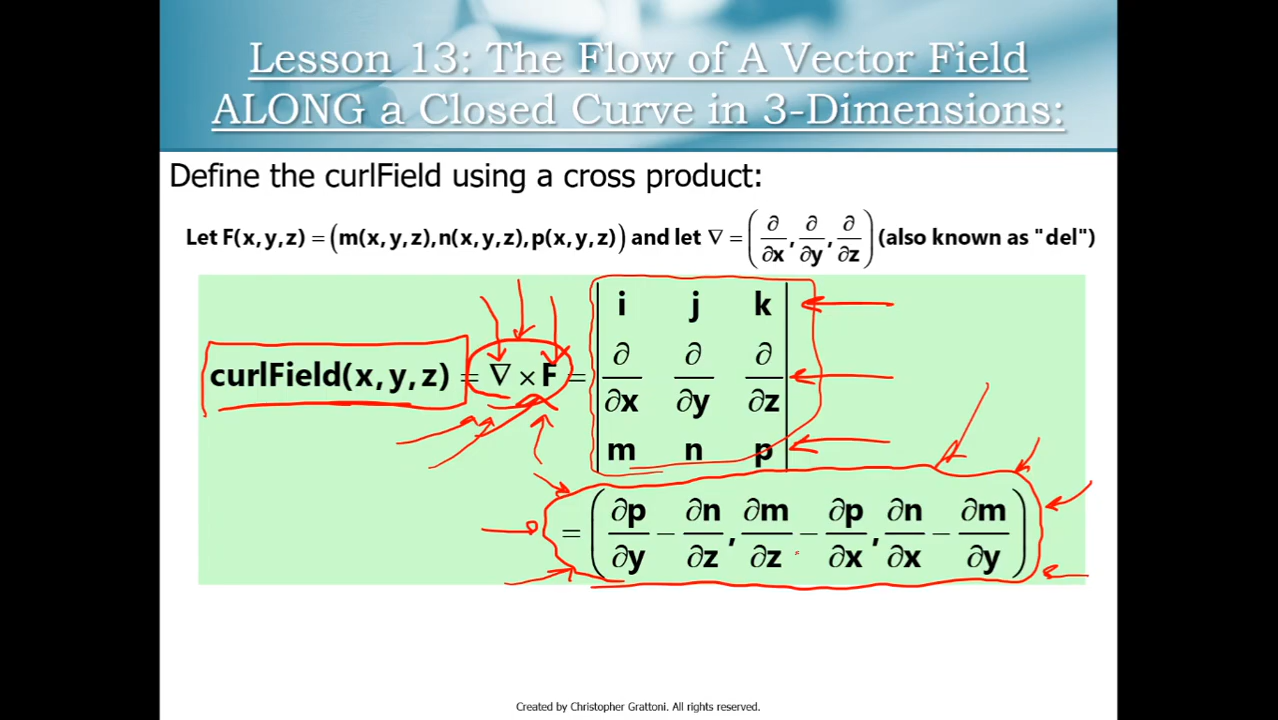 Lesson 13: The Flow of A Vector Field
ALONG a Closed Curve in 3-Dimensions:
Define the curlField using a cross product:
Let F(x,y,z) = (m(x,y,z),n(x,y,z),p(x,y,z)) and let ∇ = (∂/∂x, ∂/∂y, ∂/∂z) (also known as "del")
i j k
curlField(x,y,z) = ∇ × F = | ∂/∂x ∂/∂y ∂/∂z |
m n p
= (∂p/∂y − ∂n/∂z, ∂m/∂z − ∂p/∂x, ∂n/∂x − ∂m/∂y)
Created by Christopher Grattoni. All rights reserved.